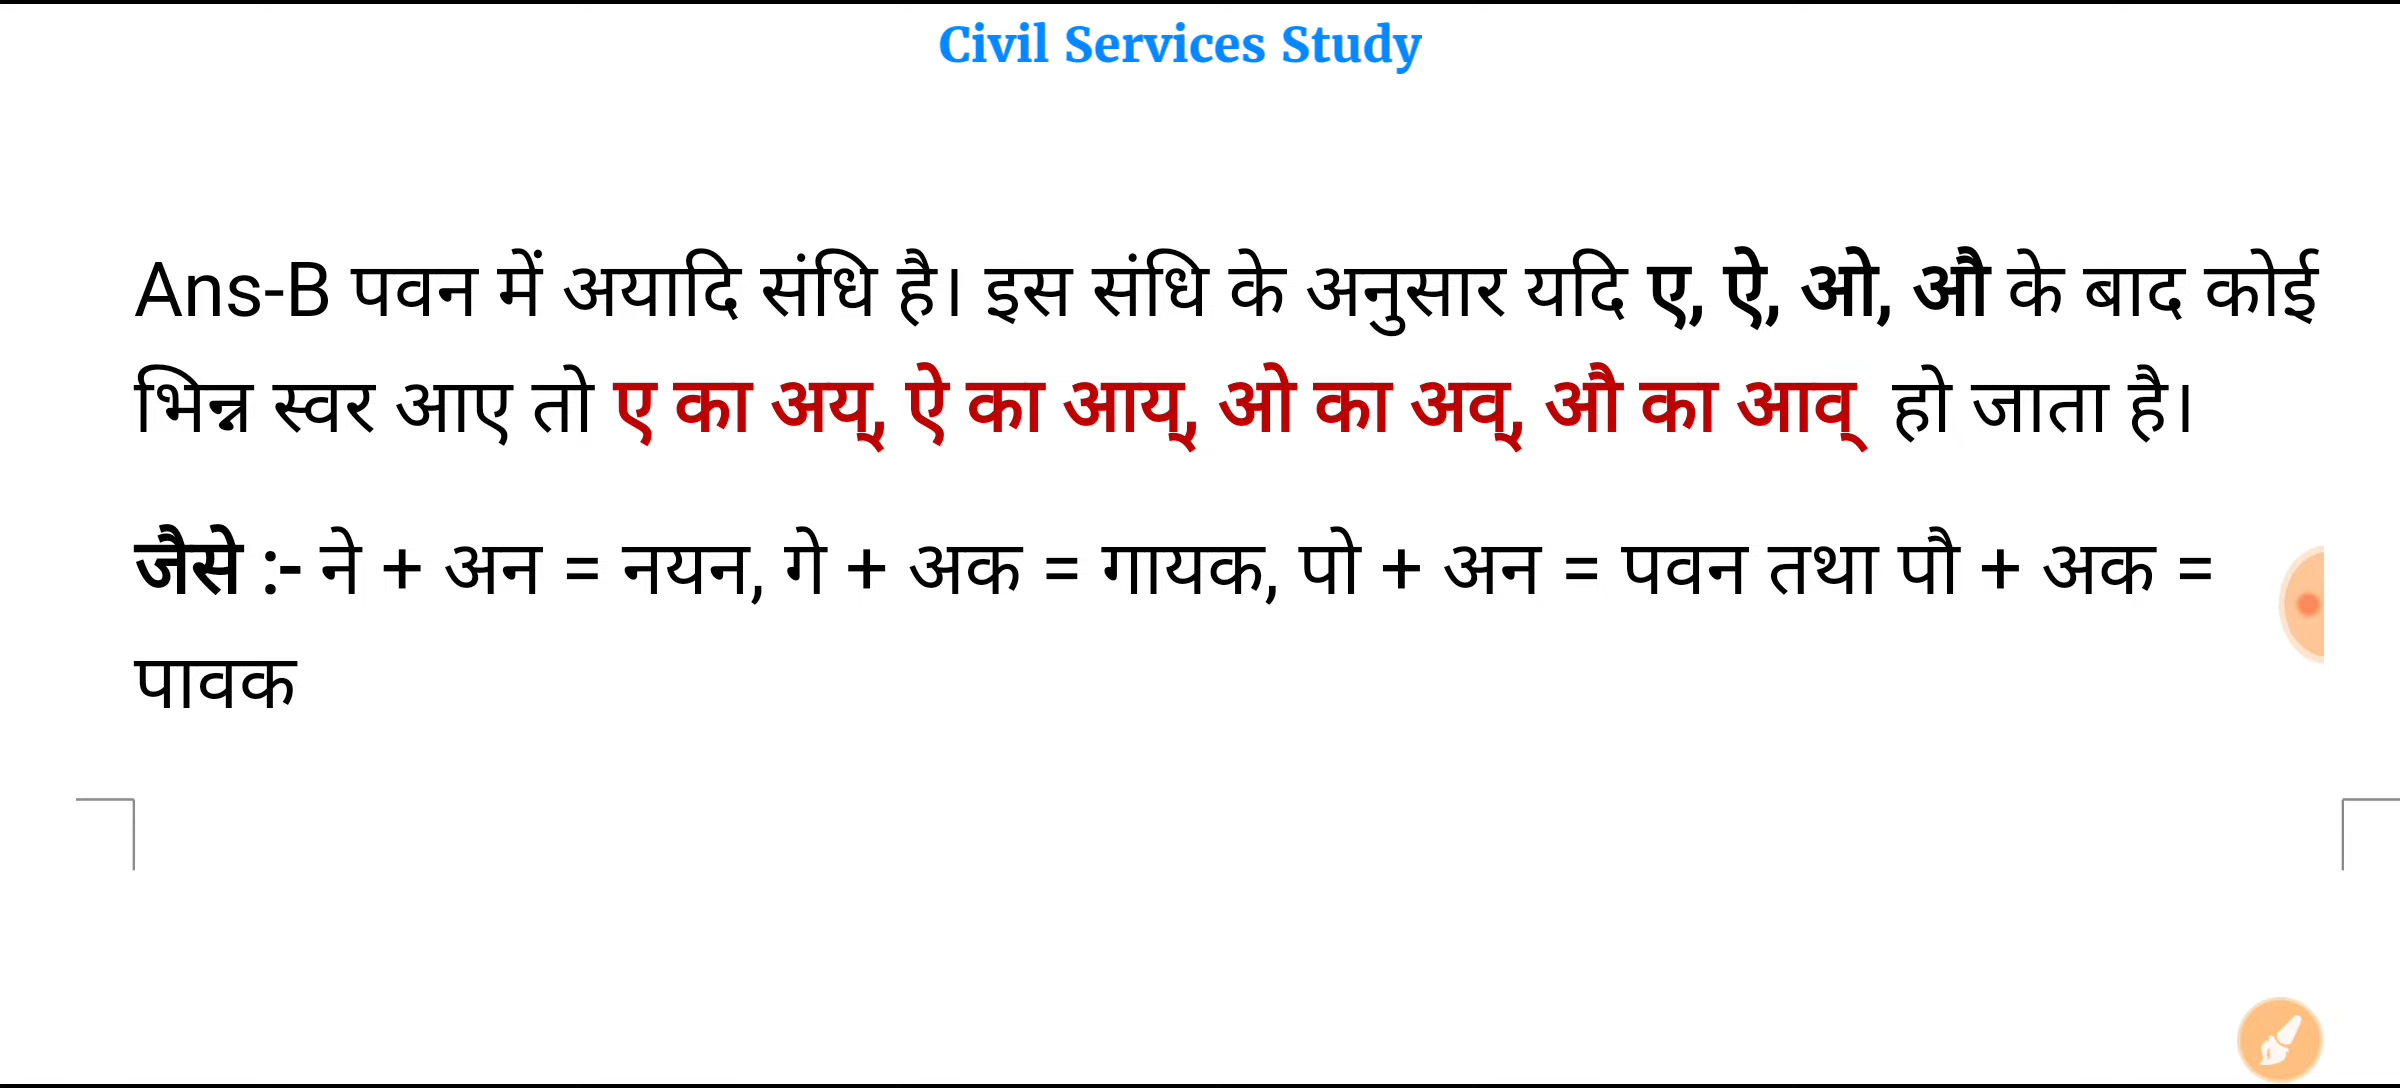 Civil Services Study
Ans-B पवन में अयादि संधि है। इस संधि के अनुसार यदि ए, ऐ, ओ, औ के बाद कोई
भिन्न स्वर आए तो ए का अय्, ऐ का आय्, ओ का अव्, औ का आव् हो जाता है।
जैसे :- ने + अन = नयन, गे + अक = गायक, पो + अन = पवन तथा पौ + अक =
पावक